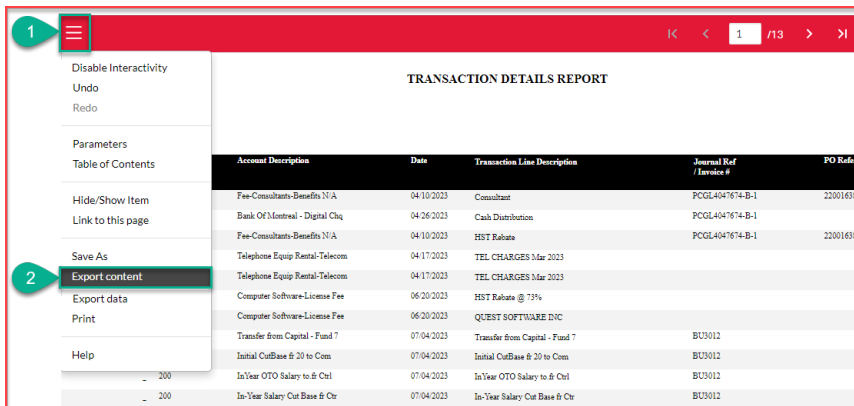 1
1 /13
Disable Interactivity
Undo
Redo
Parameters
Table of Contents
Hide/Show Item
Link to this page
Save As
2 Export content
Export data
Print
Help
TRANSACTION DETAILS REPORT
Account Description Date Transaction Line Description Journal Ref / Invoice # PO Refe
Fee-Consultants-Benefits N/A 04/10/2023 Consultant PCGL4047674-B-1 2200163
Bank Of Montreal - Digital Chq 04/26/2023 Cash Distribution PCGL4047674-B-1
Fee-Consultants-Benefits N/A 04/10/2023 HST Rebate PCGL4047674-B-1 2200163
Telephone Equip Rental-Telecom 04/17/2023 TEL CHARGES Mar 2023
Telephone Equip Rental-Telecom 04/17/2023 TEL CHARGES Mar 2023
Computer Software-License Fee 06/20/2023 HST Rebate @ 73%
Computer Software-License Fee 06/20/2023 QUEST SOFTWARE INC
Transfer from Capital - Fund 7 07/04/2023 Transfer from Capital - Fund 7 BU3012
Initial CutBase fr 20 to Com 07/04/2023 Initial CutBase fr 20 to Com BU3012
_ 200 InYear OTO Salary to.fr Ctrl 07/04/2023 InYear OTO Salary to.fr Ctrl BU3012
_ 200 In-Year Salary Cut Base fr Ctr 07/04/2023 In-Year Salary Cut Base fr Ctr BU3012